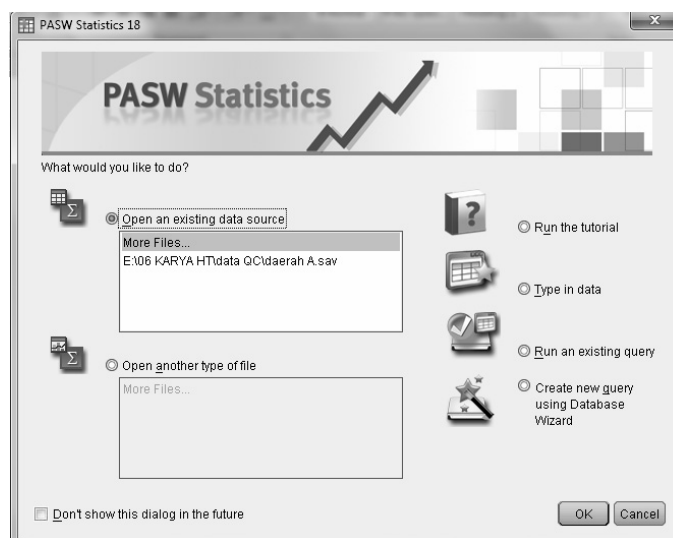 PASW Statistics 18
x
PASW Statistics
What would you like to do?
Open an existing data source
More Files...
E:\06 KARYA HT\data QC\daerah A.sav
Open another type of file
More Files...
Run the tutorial
Type in data
Run an existing query
Create new query
using Database
Wizard
Don't show this dialog in the future
OK
Cancel